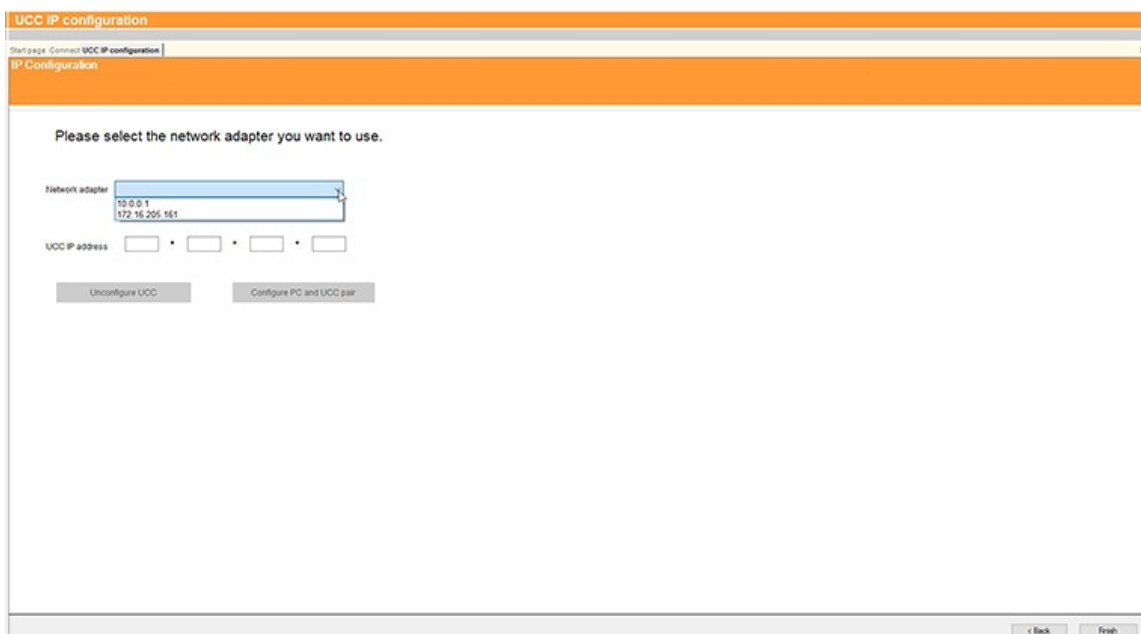 UCC IP configuration
Start page Connect UCC IP configuration
IP Configuration
Please select the network adapter you want to use.
Network adapter
10.0.0.1
172.16.205.161
UCC IP address
Unconfigure UCC Configure PC and UCC pair
< Back Finish